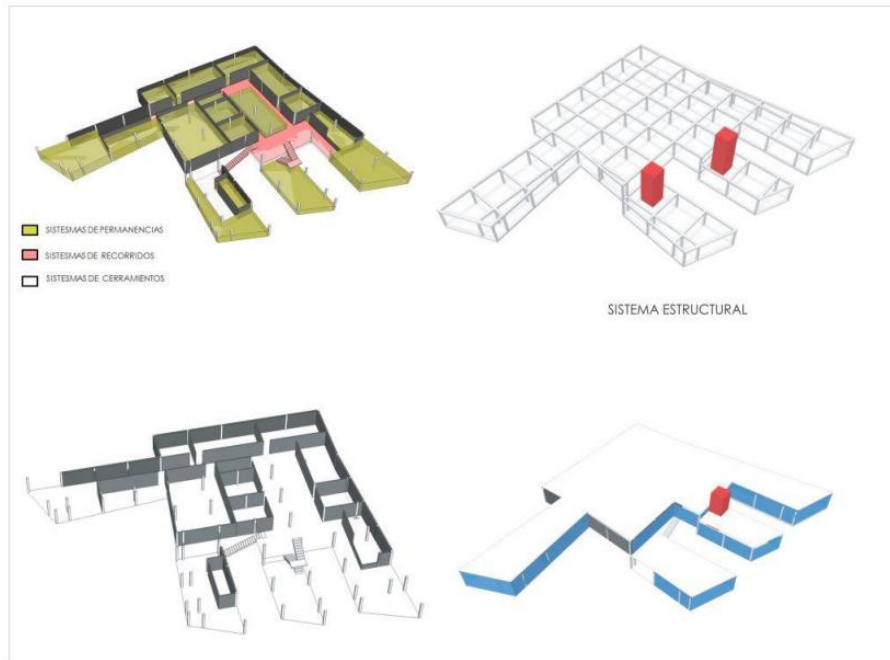 SISTESMAS DE PERMANENCIAS
SISTESMAS DE RECORRIDOS
SISTESMAS DE CERRAMIENTOS
SISTEMA ESTRUCTURAL